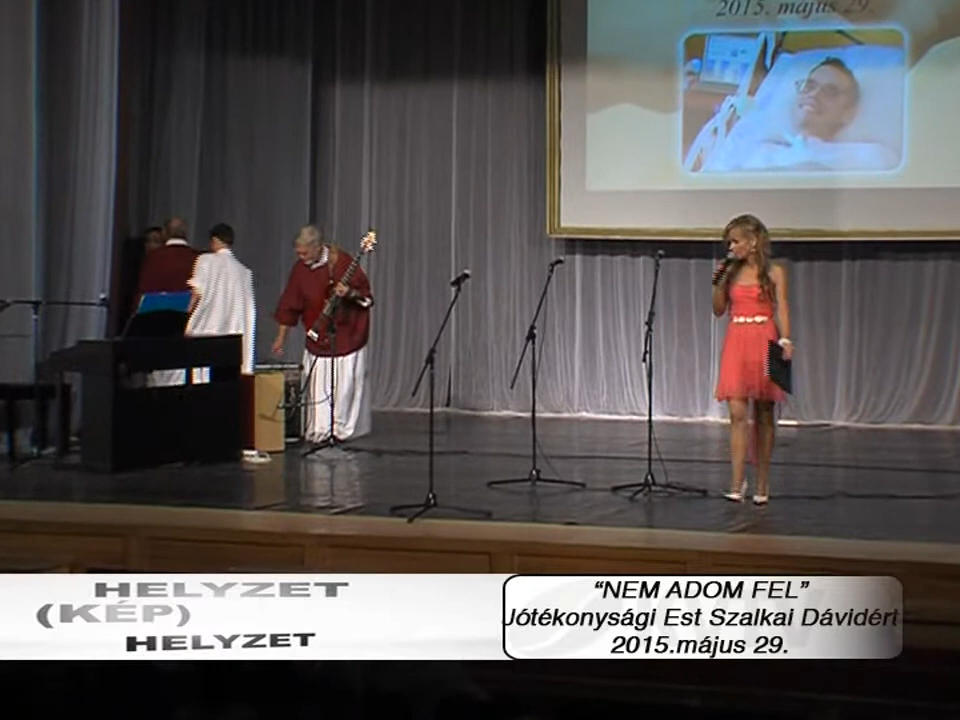 2015. május 29.
HELYZET
(KÉP)
HELYZET
“NEM ADOM FEL”
Jótékonysági Est Szalkai Dávidért
2015.május 29.